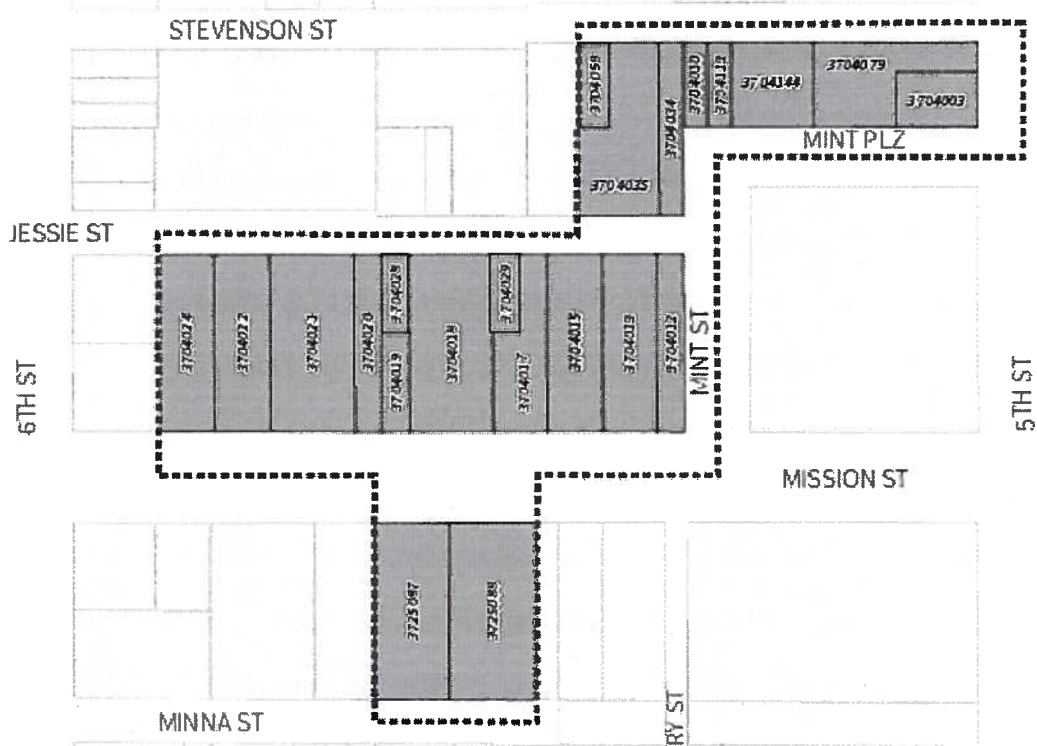 STEVENSON ST
3704059
3704035
3704034
3704010
3704113
3704144
3704079
3704003
MINT PLZ
JESSIE ST
3704024
3704022
3704021
3704020
3704028
3704019
3704018
3704029
3704017
3704015
3704013
3704012
MINT ST
6TH ST
5TH ST
MISSION ST
3725087
3725088
MINNA ST
RY ST